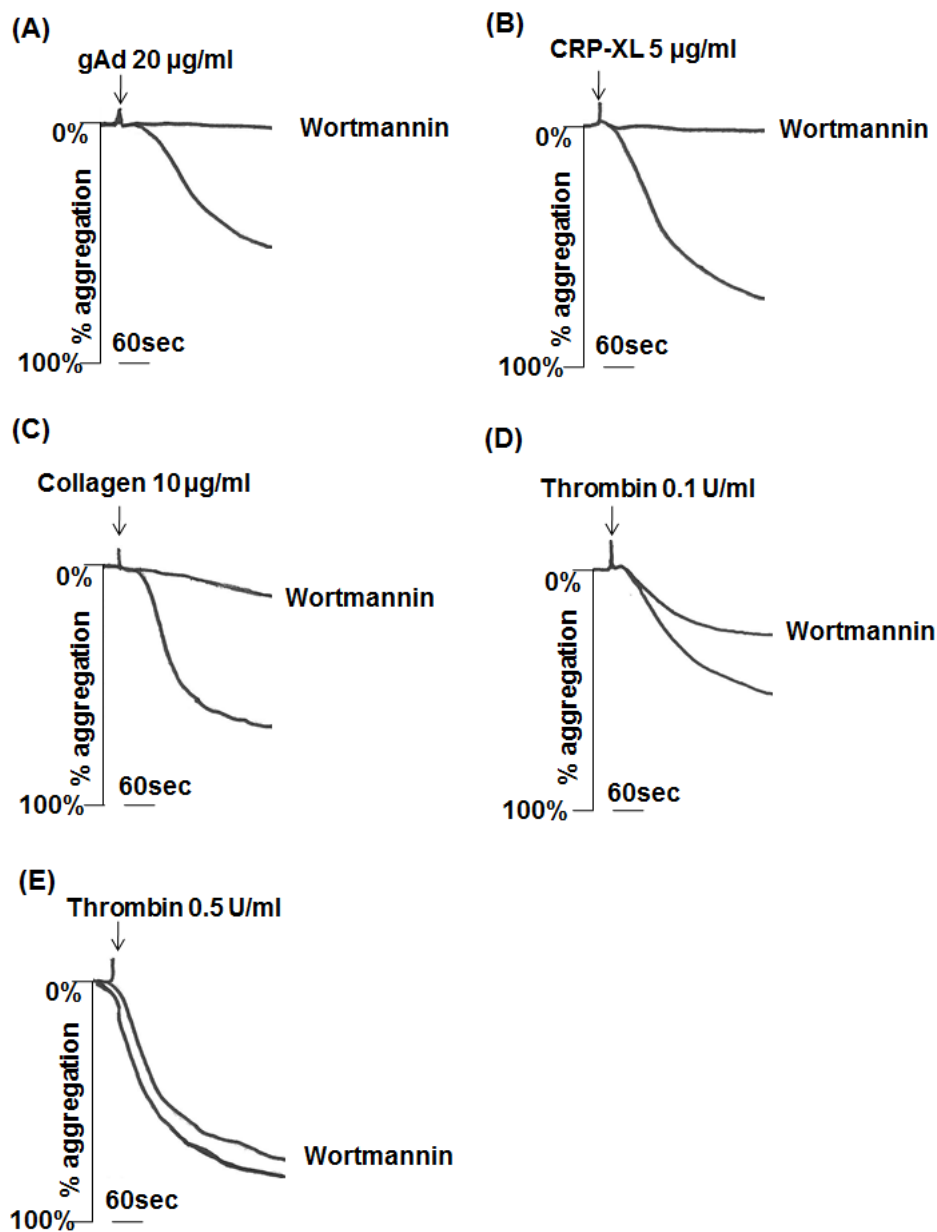 (A)
gAd 20 µg/ml
0%
Wortmannin
% aggregation
60sec
100%
(B)
CRP-XL 5 µg/ml
0%
Wortmannin
% aggregation
60sec
100%
(C)
Collagen 10 µg/ml
0%
Wortmannin
% aggregation
60sec
100%
(D)
Thrombin 0.1 U/ml
0%
Wortmannin
% aggregation
60sec
100%
(E)
Thrombin 0.5 U/ml
0%
% aggregation
Wortmannin
60sec
100%